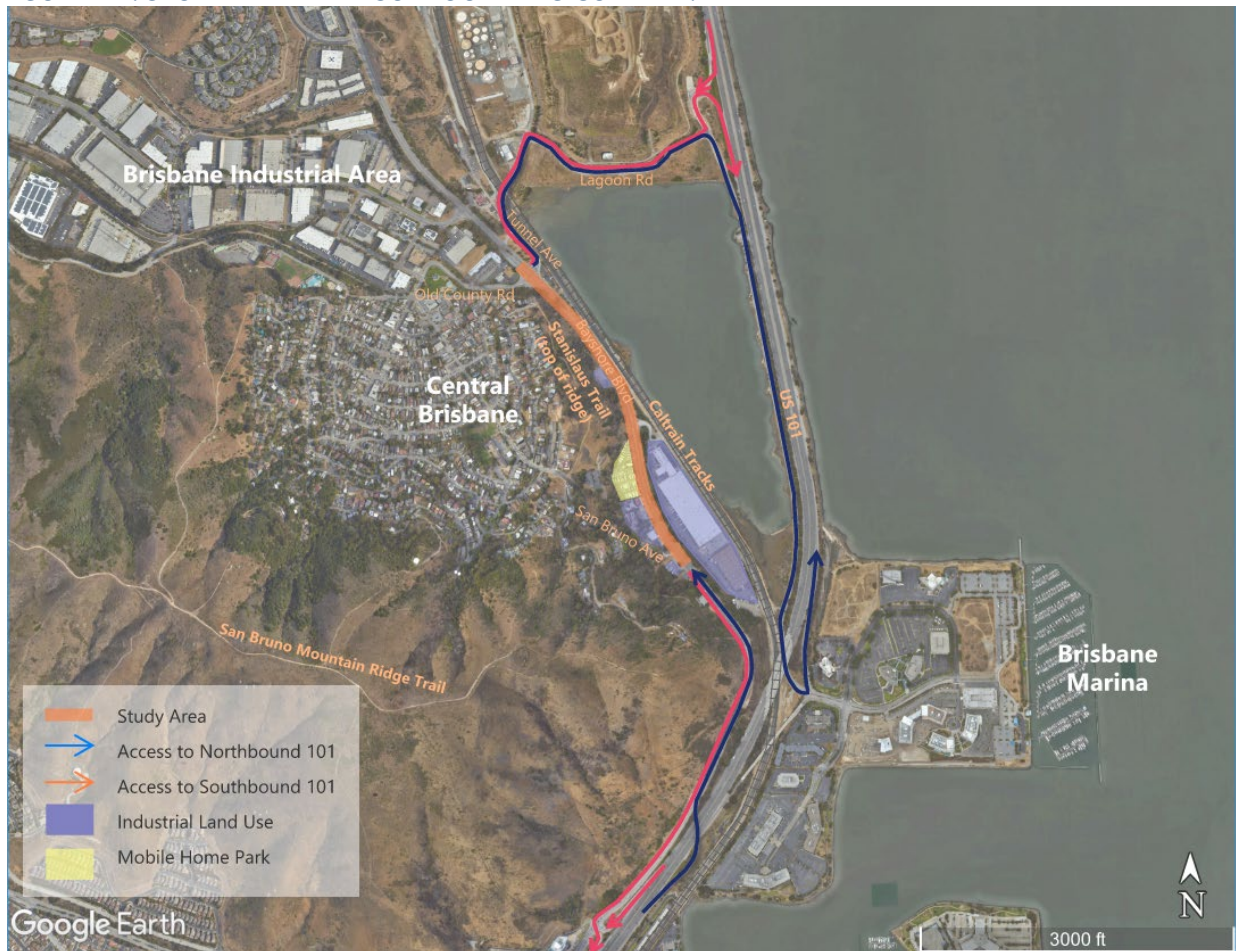 Brisbane Industrial Area
Lagoon Rd
Tunnel Ave
Old County Rd
Bayshore Blvd
Stanislaus Trail
(top of ridge)
Central
Brisbane
Caltrain Tracks
US 101
San Bruno Ave
San Bruno Mountain Ridge Trail
Brisbane
Marina
Study Area
Access to Northbound 101
Access to Southbound 101
Industrial Land Use
Mobile Home Park
Google Earth
N
3000 ft